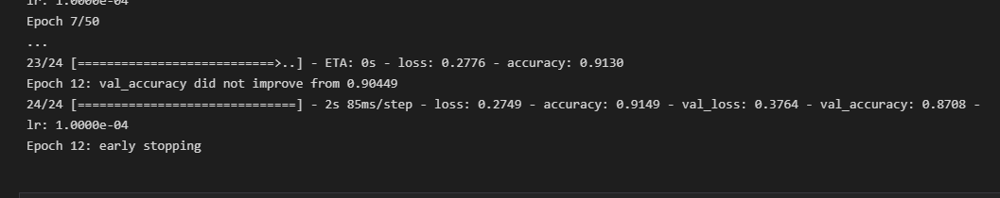 lr: 1.0000e-04
Epoch 7/50
...
23/24 [===========================>..] - ETA: 0s - loss: 0.2776 - accuracy: 0.9130
Epoch 12: val_accuracy did not improve from 0.90449
24/24 [==============================] - 2s 85ms/step - loss: 0.2749 - accuracy: 0.9149 - val_loss: 0.3764 - val_accuracy: 0.8708 -
lr: 1.0000e-04
Epoch 12: early stopping